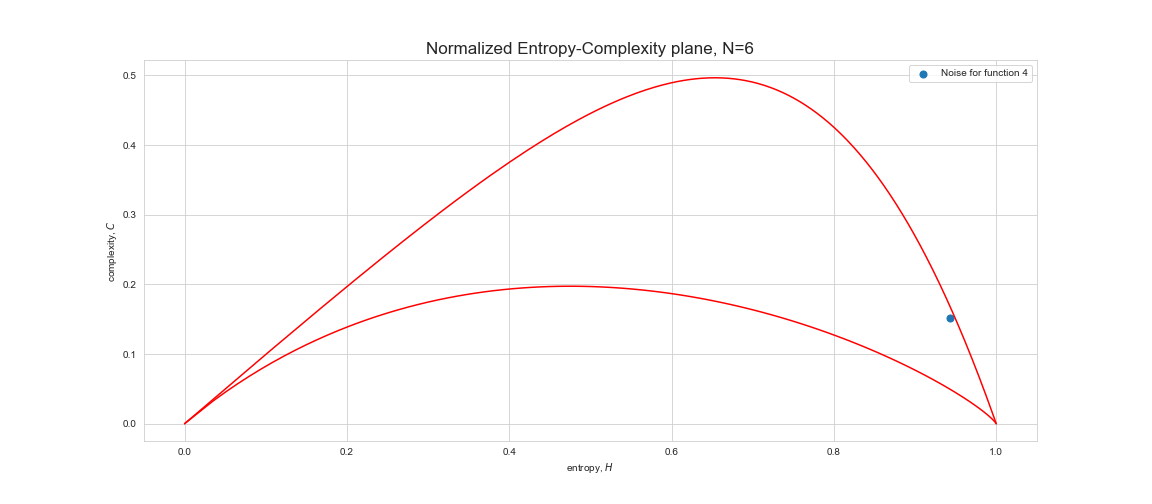 Normalized Entropy-Complexity plane, N=6
Noise for function 4
complexity, C
0.5
0.4
0.3
0.2
0.1
0.0
0.0 0.2 0.4 0.6 0.8 1.0
entropy, H